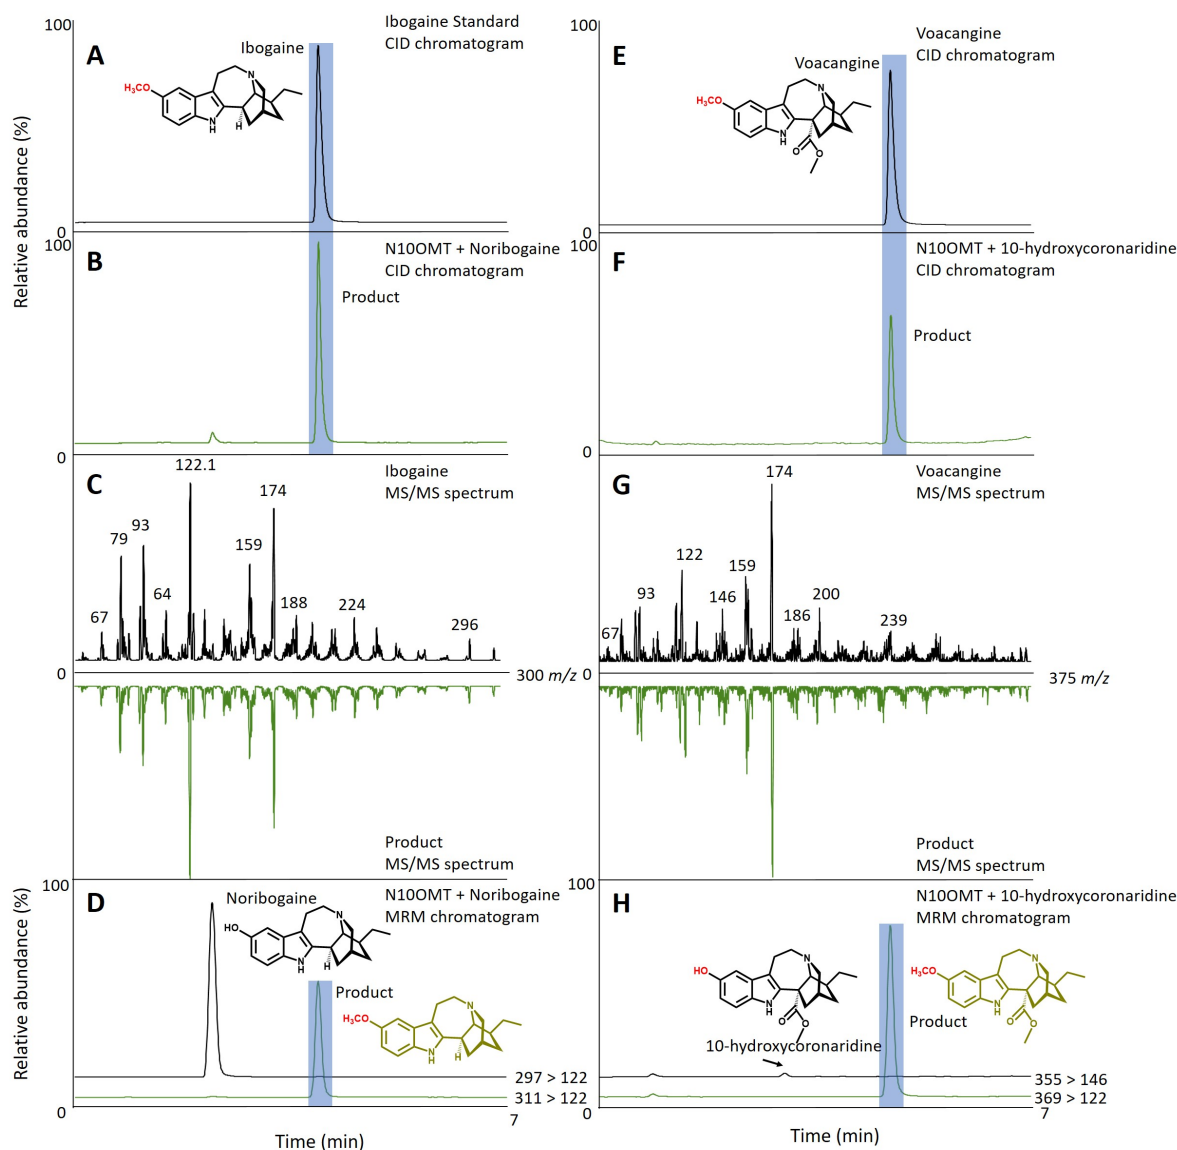 100
Ibogaine Standard
CID chromatogram
A
Ibogaine
H₃CO
N
N
H
H
Relative abundance (%)
0
100
N10OMT + Noribogaine
CID chromatogram
B
Product
0
122.1
Ibogaine
MS/MS spectrum
C
174
79
93
159
64
188
224
67
296
0
300 m/z
Product
MS/MS spectrum
100
Relative abundance (%)
D
Noribogaine
N10OMT + Noribogaine
MRM chromatogram
HO
N
N
H
H
Product
H₃CO
N
N
H
H
297 > 122
311 > 122
0
7
Time (min)
100
Voacangine
CID chromatogram
E
Voacangine
H₃CO
N
N
H
O
O
0
100
N10OMT + 10-hydroxycoronaridine
CID chromatogram
F
Product
0
174
Voacangine
MS/MS spectrum
G
122
159
93
146
200
186
239
67
0
375 m/z
Product
MS/MS spectrum
100
H
N10OMT + 10-hydroxycoronaridine
MRM chromatogram
HO
N
N
H
O
O
H₃CO
N
N
H
O
O
Product
10-hydroxycoronaridine
355 > 146
369 > 122
0
7
Time (min)